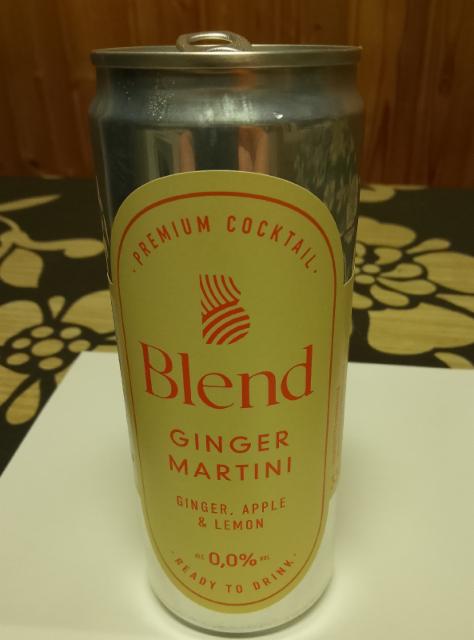 · PREMIUM COCKTAIL ·
Blend
GINGER
MARTINI
GINGER, APPLE
& LEMON
ALC 0,0% VOL
· READY TO DRINK ·